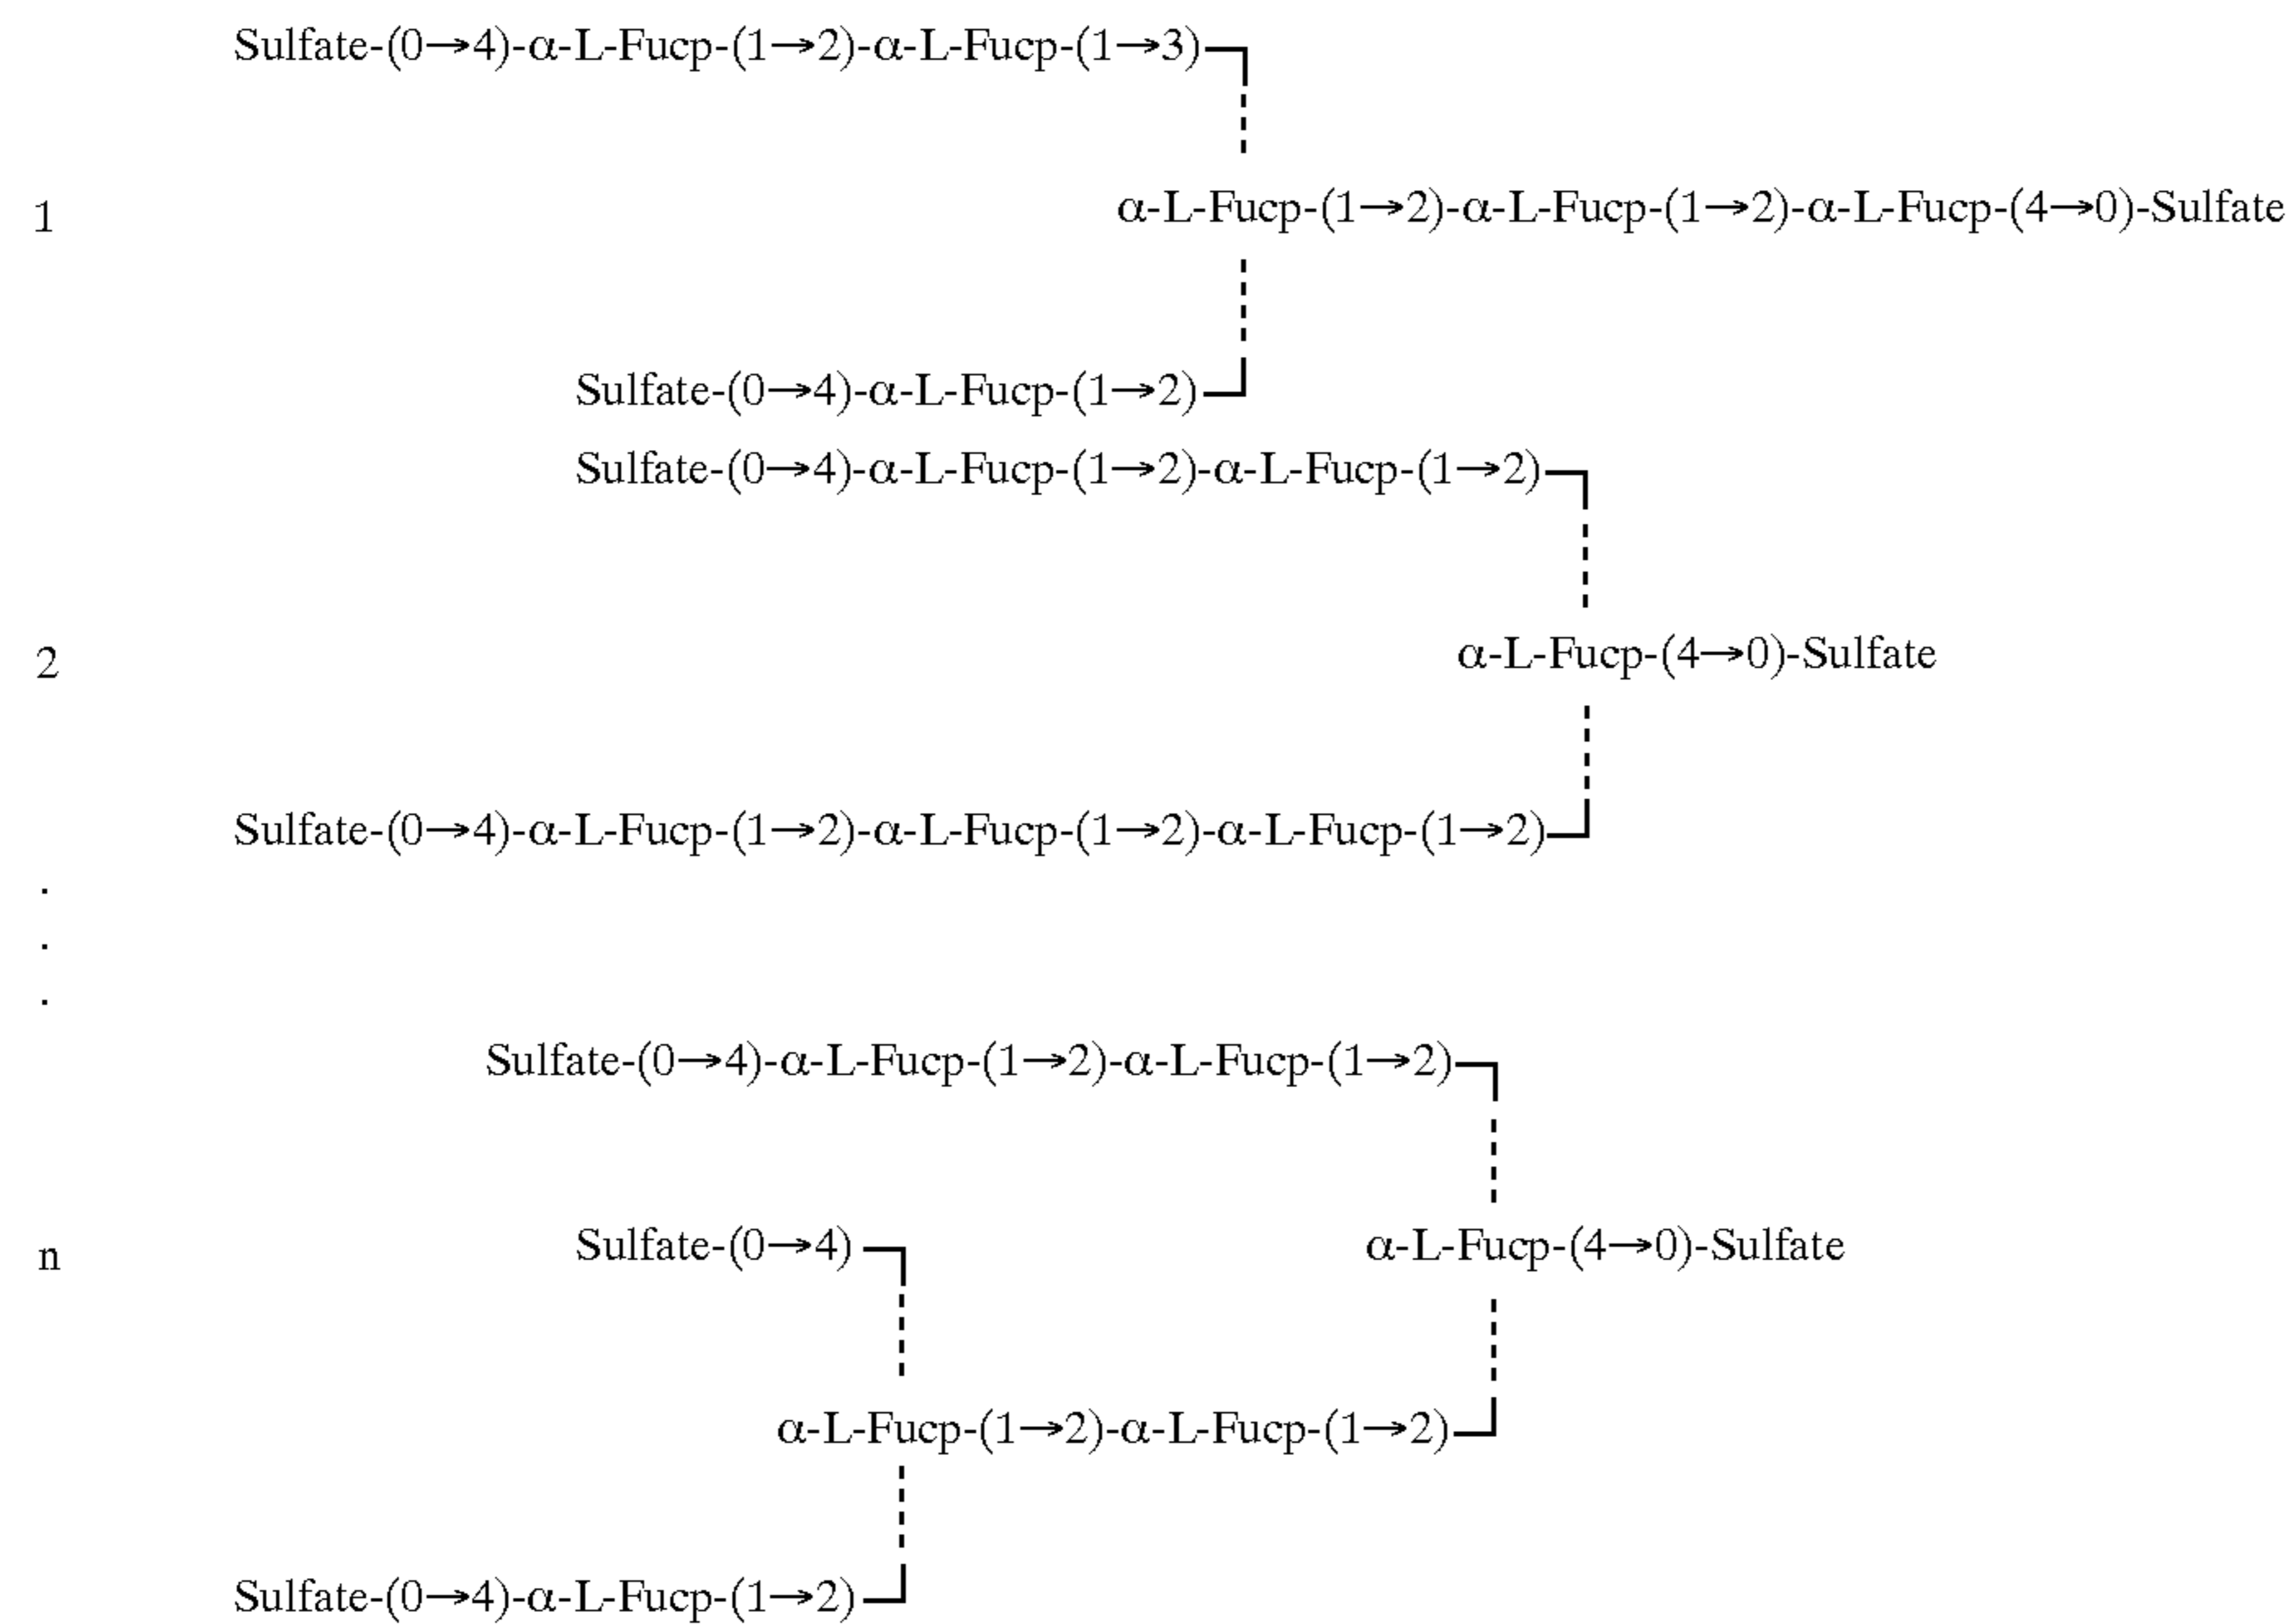 Sulfate-(0→4)-α-L-Fucp-(1→2)-α-L-Fucp-(1→3)
1
α-L-Fucp-(1→2)-α-L-Fucp-(1→2)-α-L-Fucp-(4→0)-Sulfate
Sulfate-(0→4)-α-L-Fucp-(1→2)
Sulfate-(0→4)-α-L-Fucp-(1→2)-α-L-Fucp-(1→2)
2
α-L-Fucp-(4→0)-Sulfate
Sulfate-(0→4)-α-L-Fucp-(1→2)-α-L-Fucp-(1→2)-α-L-Fucp-(1→2)
.
.
.
Sulfate-(0→4)-α-L-Fucp-(1→2)-α-L-Fucp-(1→2)
n
Sulfate-(0→4)
α-L-Fucp-(4→0)-Sulfate
α-L-Fucp-(1→2)-α-L-Fucp-(1→2)
Sulfate-(0→4)-α-L-Fucp-(1→2)